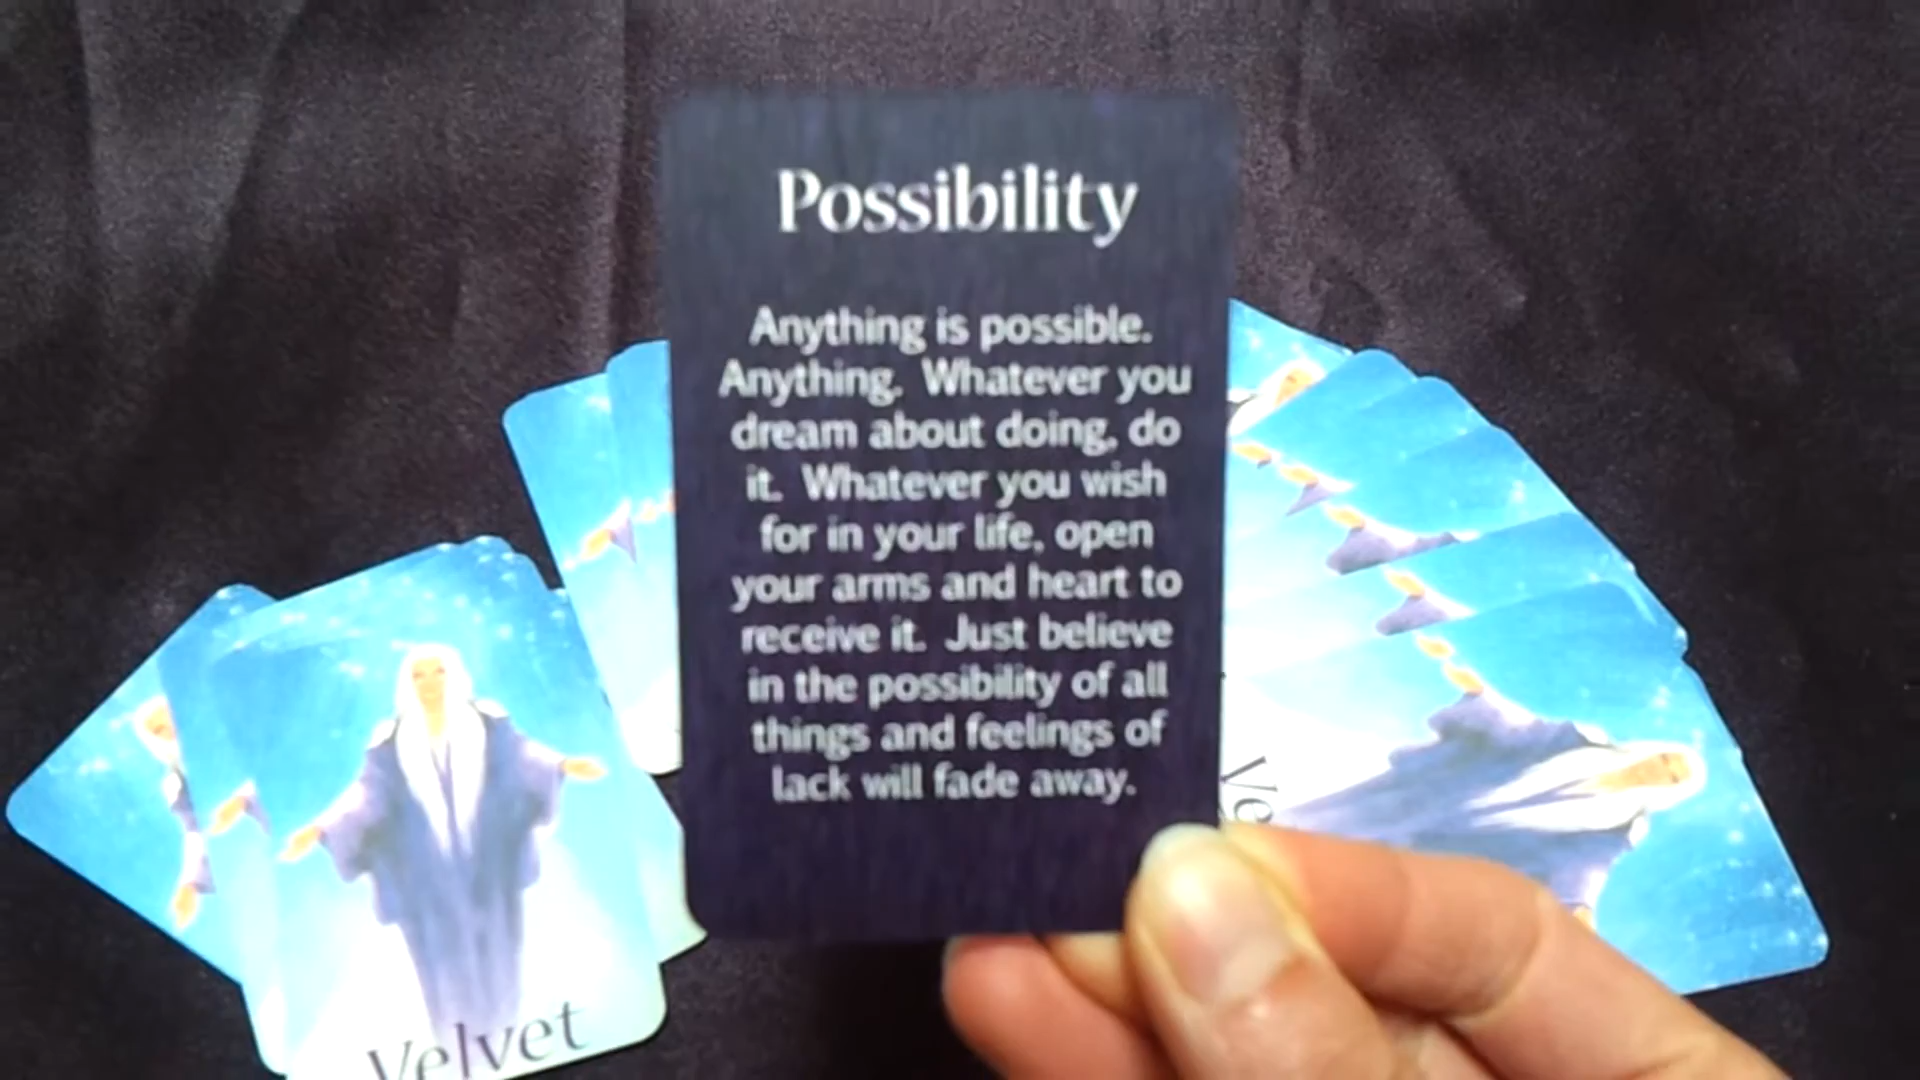 Possibility
Anything is possible.
Anything. Whatever you
dream about doing, do
it. Whatever you wish
for in your life, open
your arms and heart to
receive it. Just believe
in the possibility of all
things and feelings of
lack will fade away.
Ve
Velvet